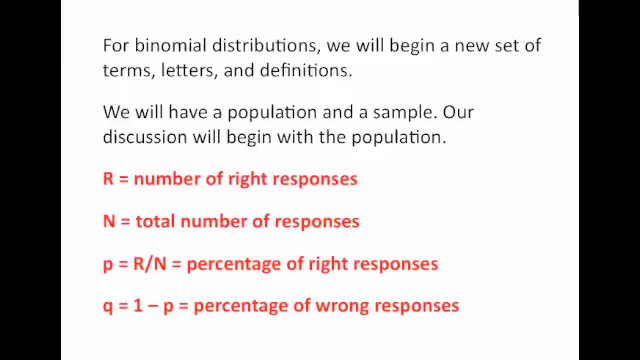 For binomial distributions, we will begin a new set of
terms, letters, and definitions.
We will have a population and a sample. Our
discussion will begin with the population.
R = number of right responses
N = total number of responses
p = R/N = percentage of right responses
q = 1 – p = percentage of wrong responses